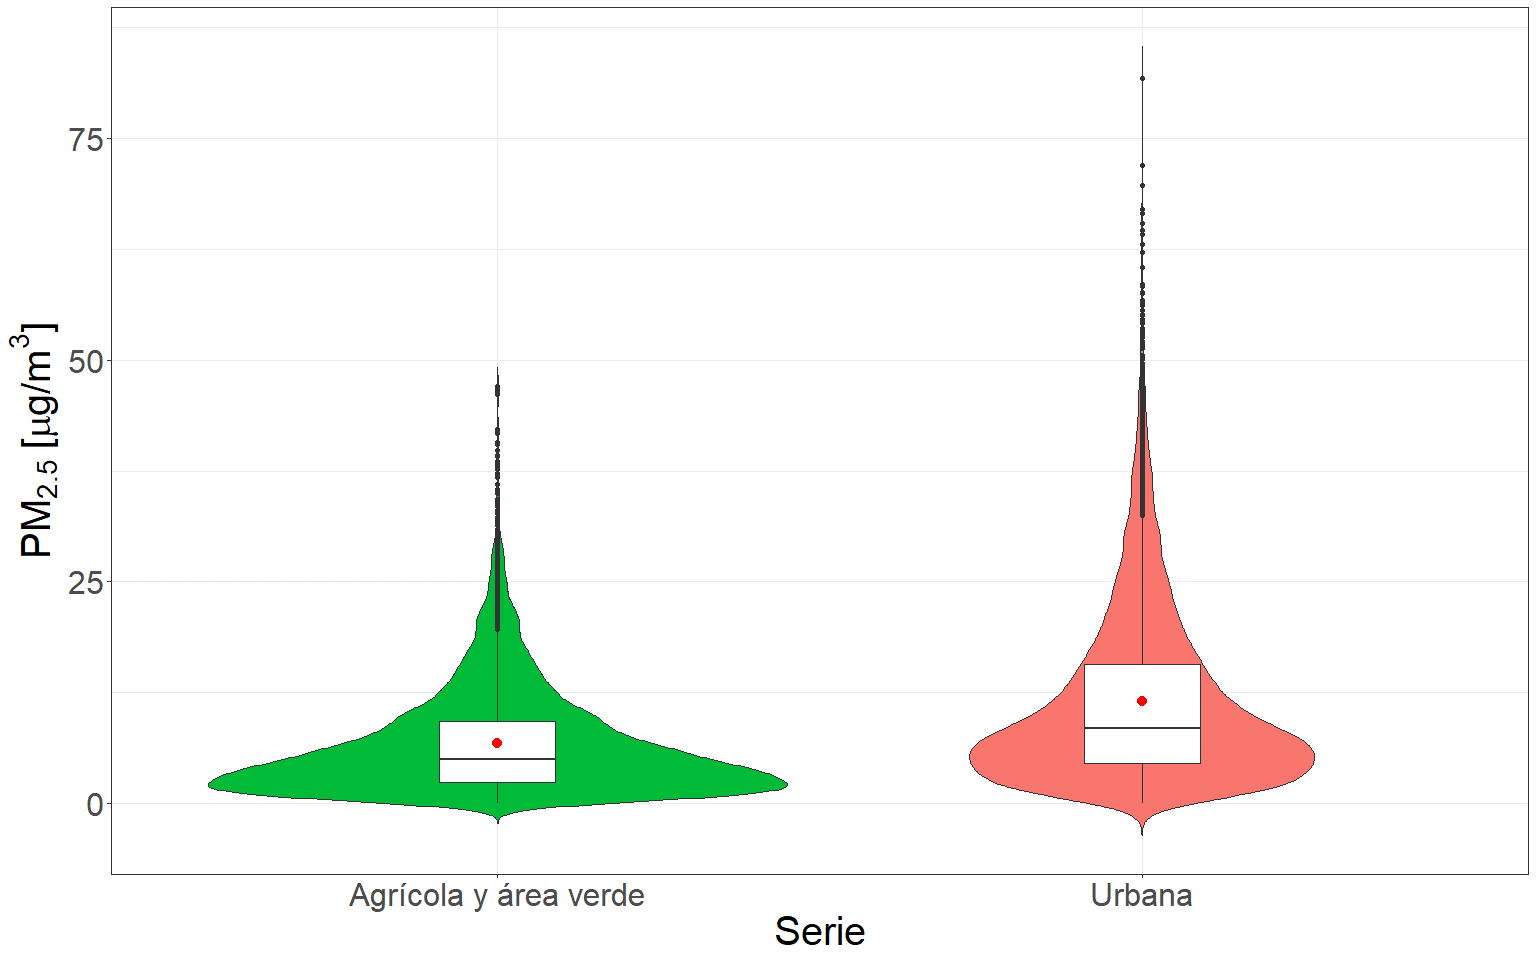 PM2.5 [μg/m3]
75
50
25
0
Agrícola y área verde
Urbana
Serie